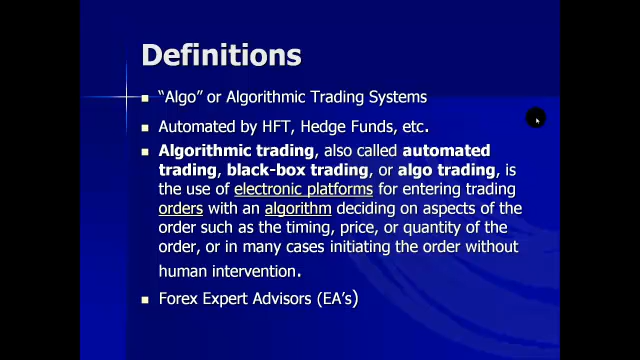 Definitions
“Algo” or Algorithmic Trading Systems
Automated by HFT, Hedge Funds, etc.
Algorithmic trading, also called automated
trading, black-box trading, or algo trading, is
the use of electronic platforms for entering trading
orders with an algorithm deciding on aspects of the
order such as the timing, price, or quantity of the
order, or in many cases initiating the order without
human intervention.
Forex Expert Advisors (EA’s)